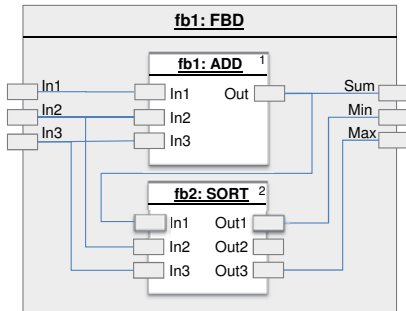 fb1: FBD
fb1: ADD 1
In1 In1 Out Sum
In2 In2 Min
In3 In3 Max
fb2: SORT 2
In1 Out1
In2 Out2
In3 Out3